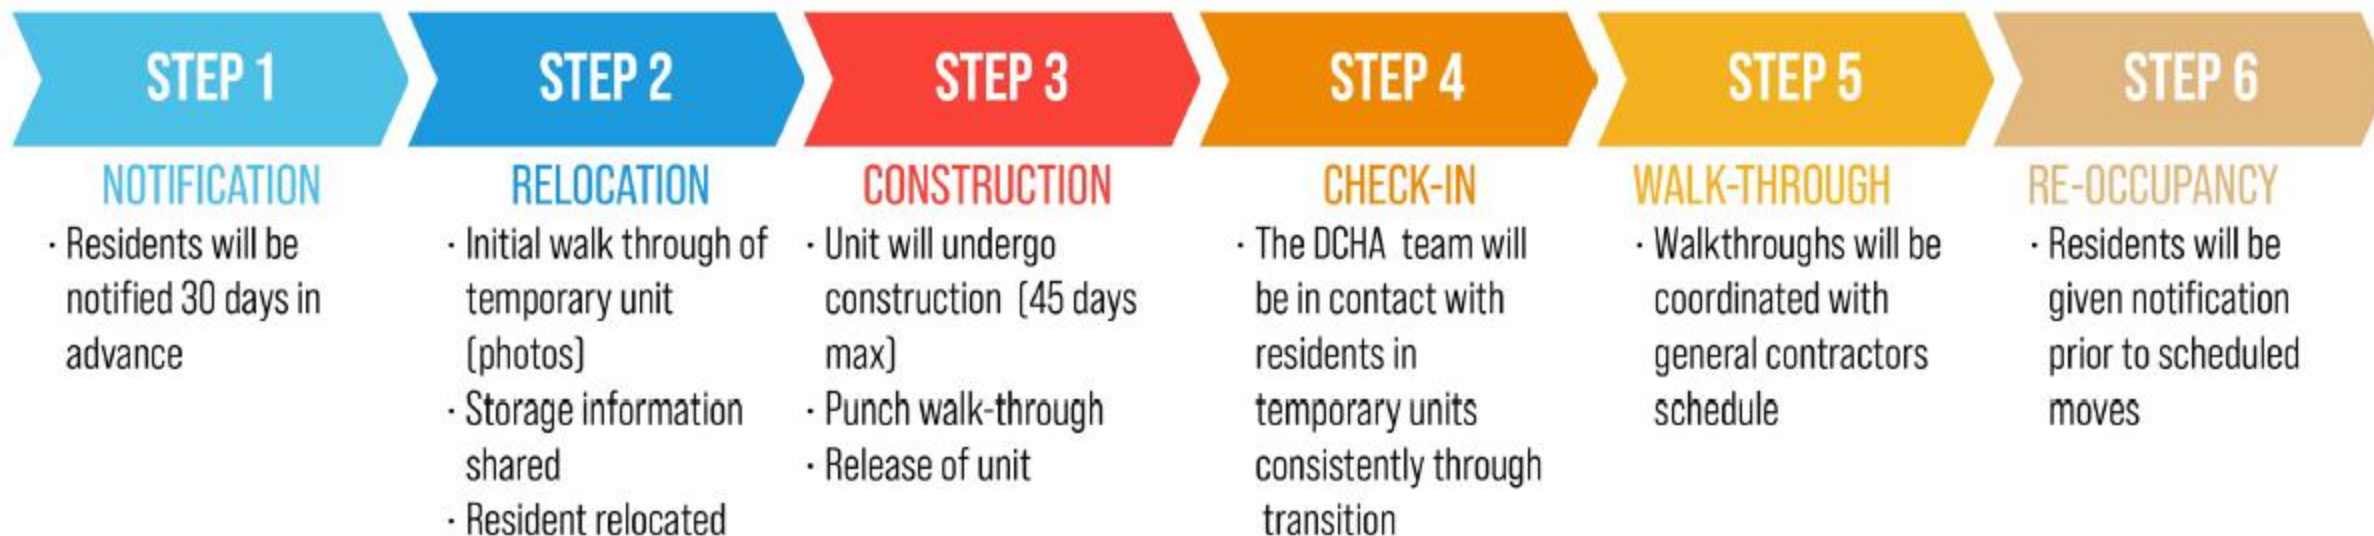 STEP 1
NOTIFICATION
· Residents will be
notified 30 days in
advance
STEP 2
RELOCATION
· Initial walk through of
temporary unit
(photos)
· Storage information
shared
· Resident relocated
STEP 3
CONSTRUCTION
· Unit will undergo
construction (45 days
max)
· Punch walk-through
· Release of unit
STEP 4
CHECK-IN
· The DCHA team will
be in contact with
residents in
temporary units
consistently through
transition
STEP 5
WALK-THROUGH
· Walkthroughs will be
coordinated with
general contractors
schedule
STEP 6
RE-OCCUPANCY
· Residents will be
given notification
prior to scheduled
moves